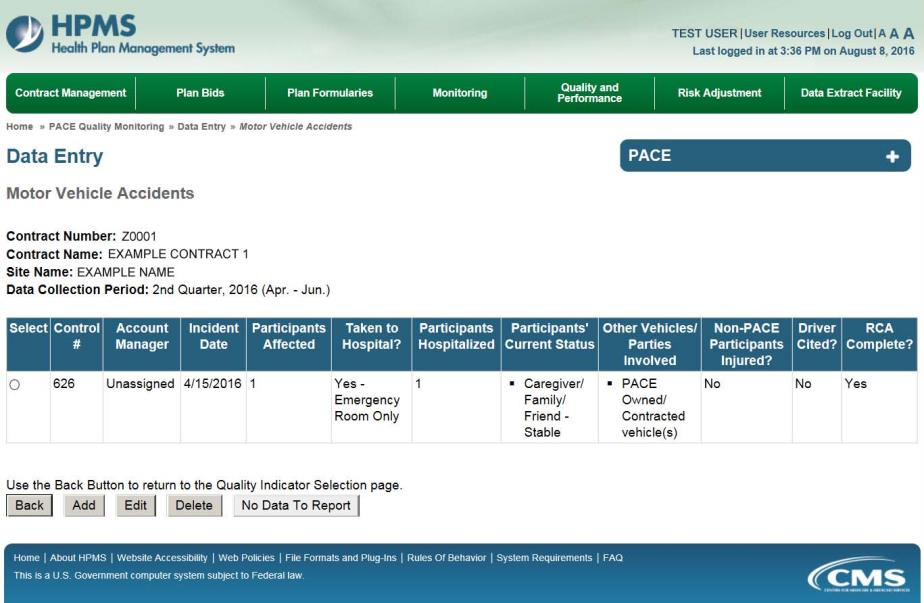 HPMS
Health Plan Management System
TEST USER | User Resources | Log Out | A A A
Last logged in at 3:36 PM on August 8, 2016
Contract Management Plan Bids Plan Formularies Monitoring Quality and Performance Risk Adjustment Data Extract Facility
Home » PACE Quality Monitoring » Data Entry » Motor Vehicle Accidents
Data Entry
PACE +
Motor Vehicle Accidents
Contract Number: Z0001
Contract Name: EXAMPLE CONTRACT 1
Site Name: EXAMPLE NAME
Data Collection Period: 2nd Quarter, 2016 (Apr. - Jun.)
Select Control # Account Manager Incident Date Participants Affected Taken to Hospital? Participants Hospitalized Participants' Current Status Other Vehicles/ Parties Involved Non-PACE Participants Injured? Driver Cited? RCA Complete?
626 Unassigned 4/15/2016 1 Yes - Emergency Room Only 1 ▪ Caregiver/ Family/ Friend - Stable ▪ PACE Owned/ Contracted vehicle(s) No No Yes
Use the Back Button to return to the Quality Indicator Selection page.
Back Add Edit Delete No Data To Report
Home | About HPMS | Website Accessibility | Web Policies | File Formats and Plug-Ins | Rules Of Behavior | System Requirements | FAQ
This is a U.S. Government computer system subject to Federal law.
CMS
CENTERS FOR MEDICARE & MEDICAID SERVICES